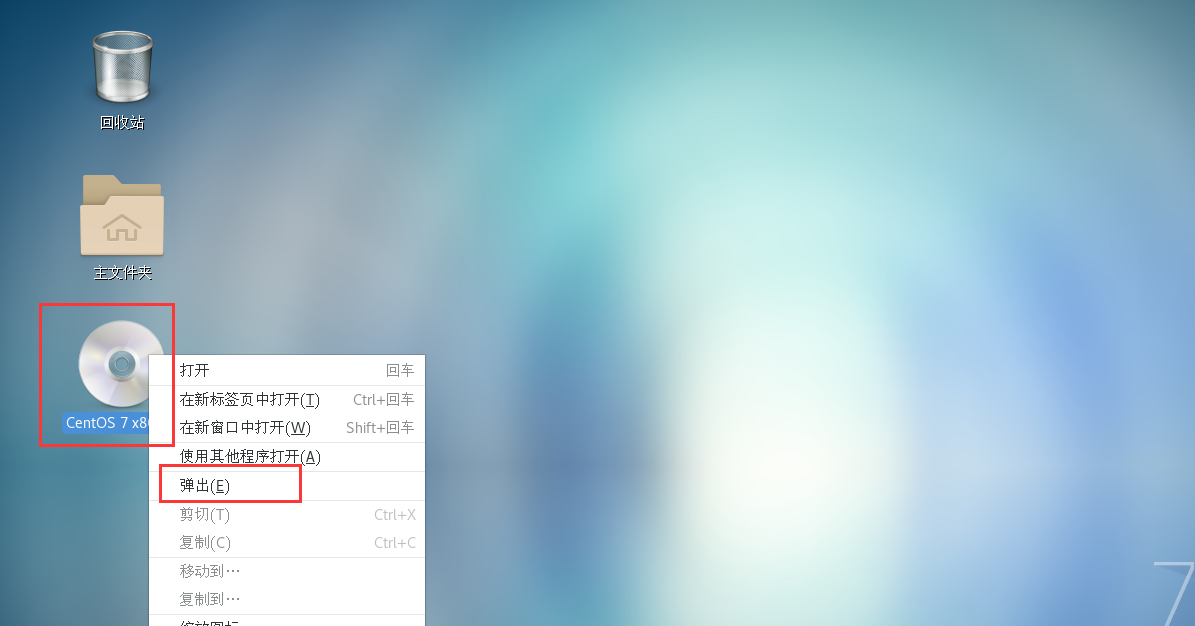 回收站
主文件夹
CentOS 7 x8
打开 回车
在新标签页中打开(T) Ctrl+回车
在新窗口中打开(W) Shift+回车
使用其他程序打开(A)
弹出(E)
剪切(T) Ctrl+X
复制(C) Ctrl+C
移动到…
复制到…
7